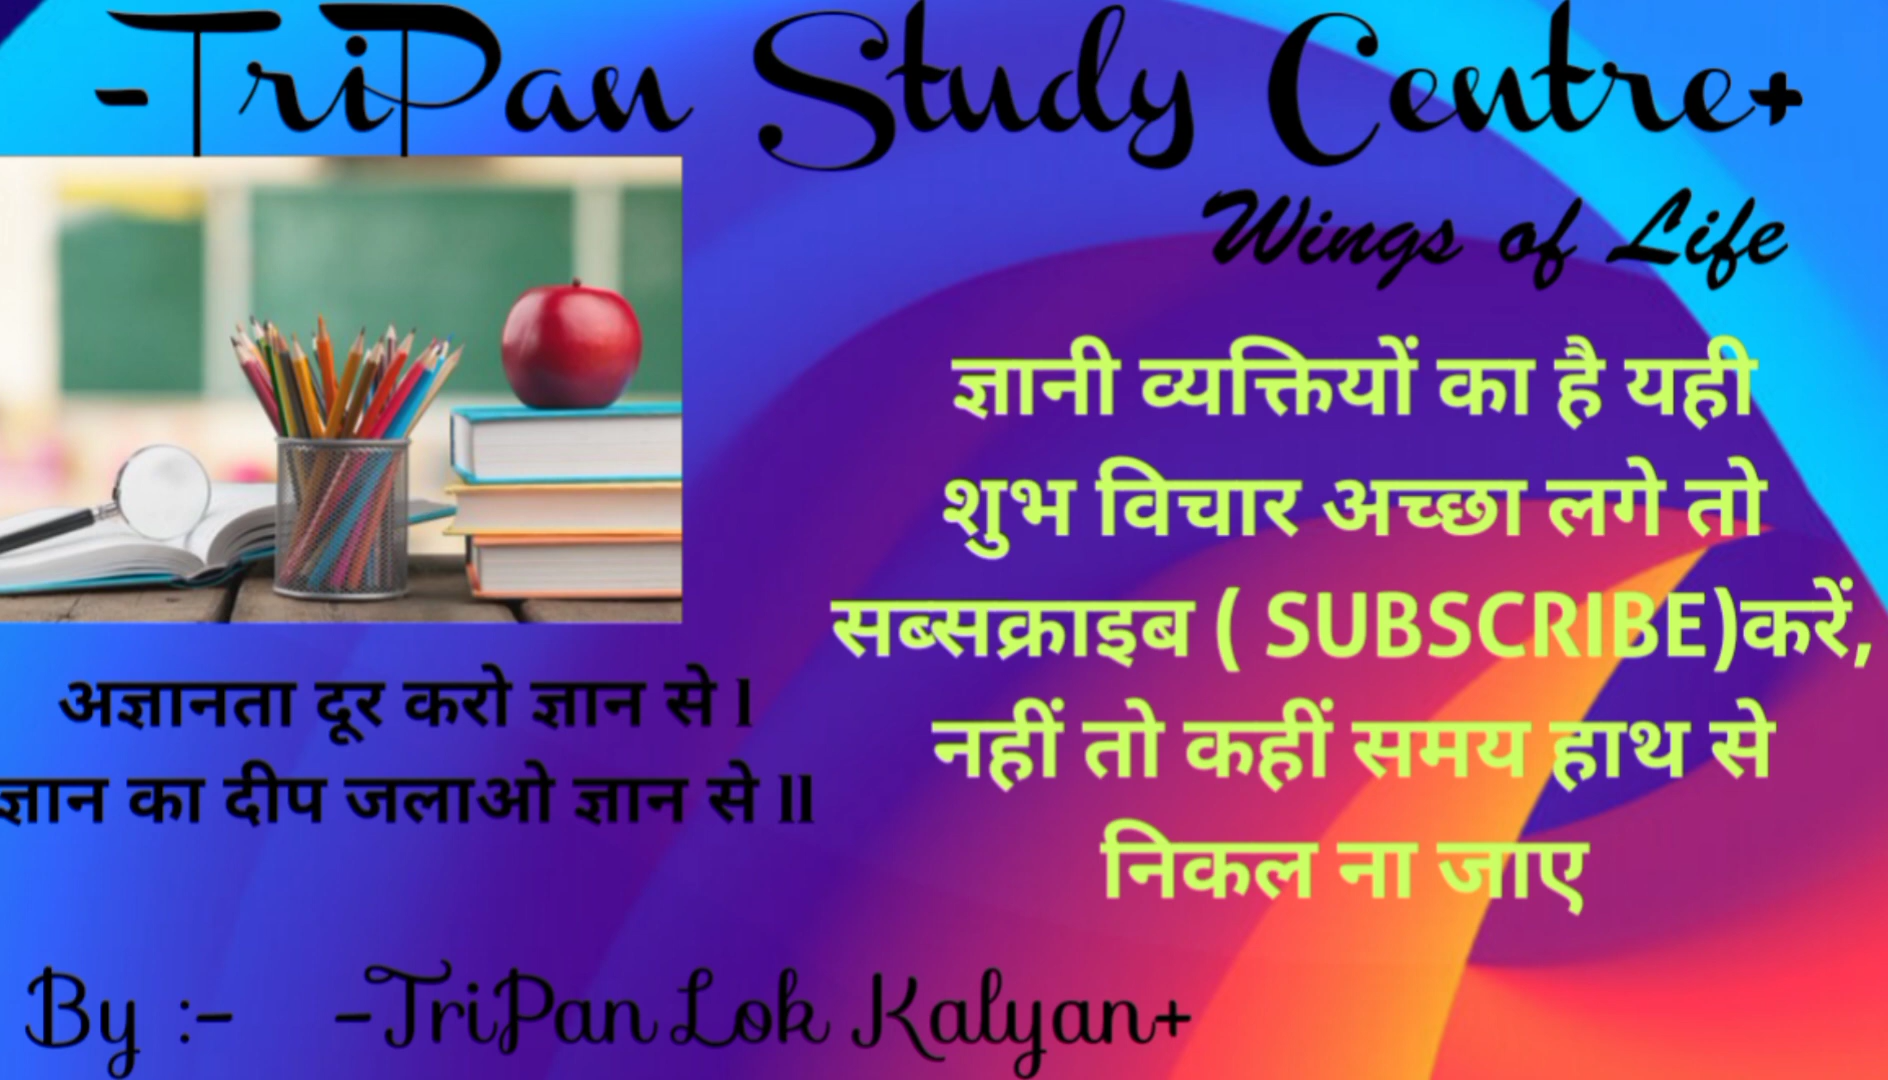 -TriPan Study Centre+
Wings of Life
ज्ञानी व्यक्तियों का है यही
शुभ विचार अच्छा लगे तो
सब्सक्राइब ( SUBSCRIBE)करें,
नहीं तो कहीं समय हाथ से
निकल ना जाए
अज्ञानता दूर करो ज्ञान से l
ज्ञान का दीप जलाओ ज्ञान से ll
By :- -TriPan Lok Kalyan+